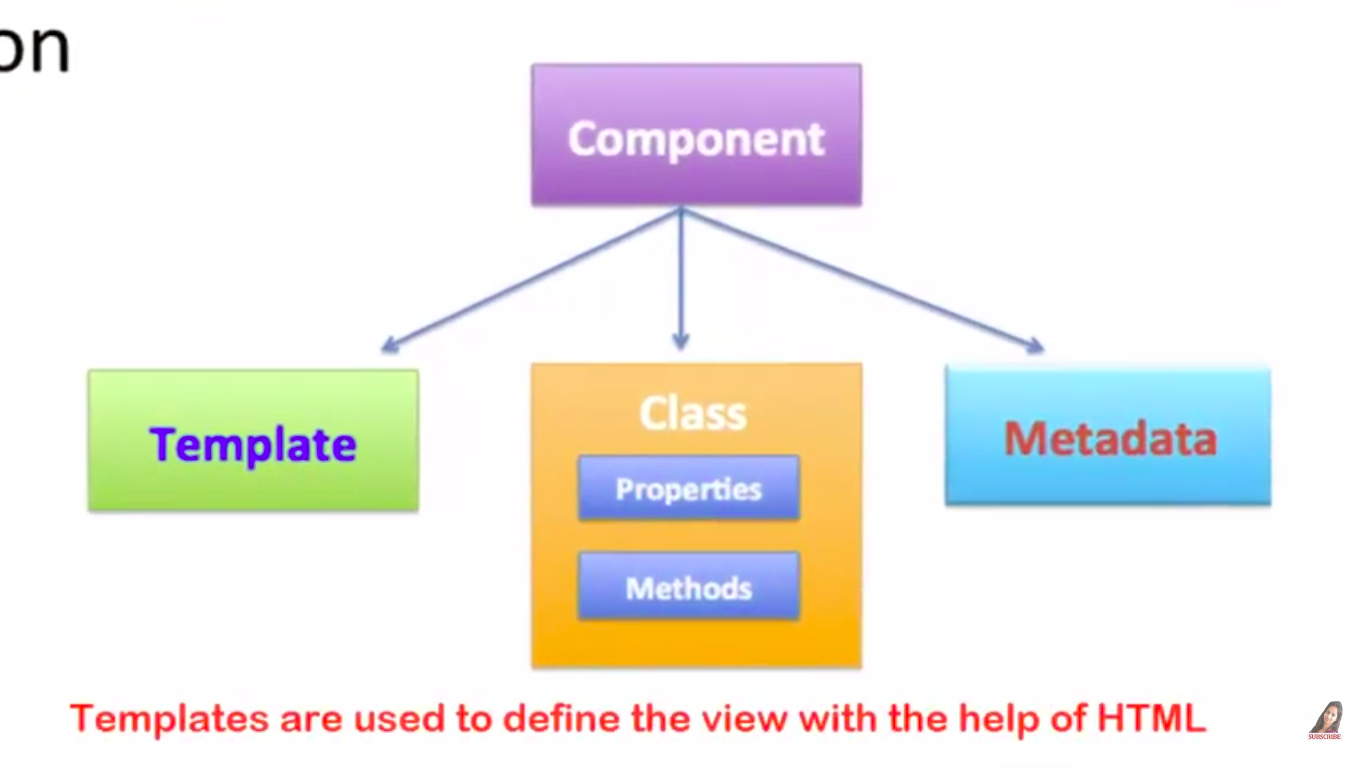 on
Component
Template
Class
Properties
Methods
Metadata
Templates are used to define the view with the help of HTML
SUBSCRIBE